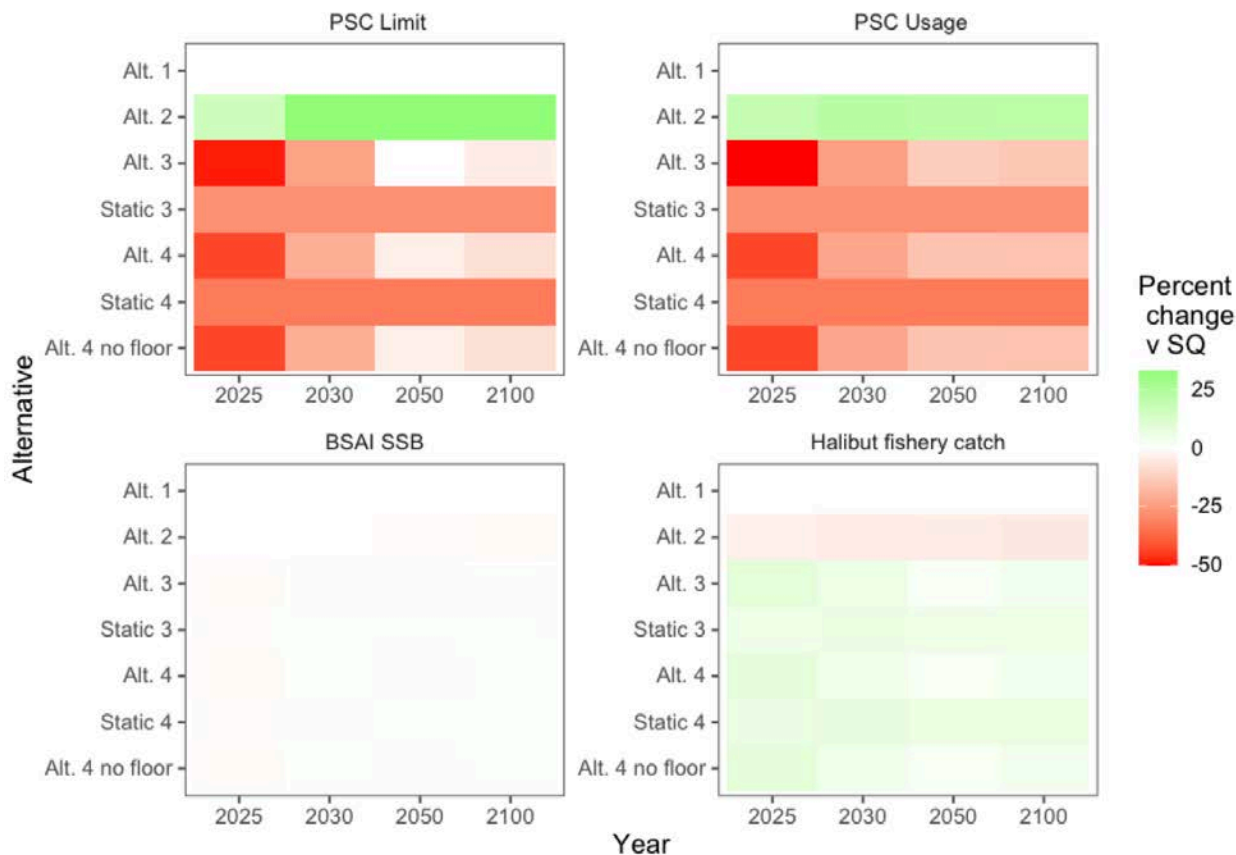 PSC Limit
PSC Usage
Alt. 1
Alt. 2
Alt. 3
Static 3
Alt. 4
Static 4
Alt. 4 no floor
2025 2030 2050 2100
Alt. 1
Alt. 2
Alt. 3
Static 3
Alt. 4
Static 4
Alt. 4 no floor
2025 2030 2050 2100
BSAI SSB
Halibut fishery catch
Alt. 1
Alt. 2
Alt. 3
Static 3
Alt. 4
Static 4
Alt. 4 no floor
2025 2030 2050 2100
Alt. 1
Alt. 2
Alt. 3
Static 3
Alt. 4
Static 4
Alt. 4 no floor
2025 2030 2050 2100
Alternative
Year
Percent
change
v SQ
25
0
-25
-50